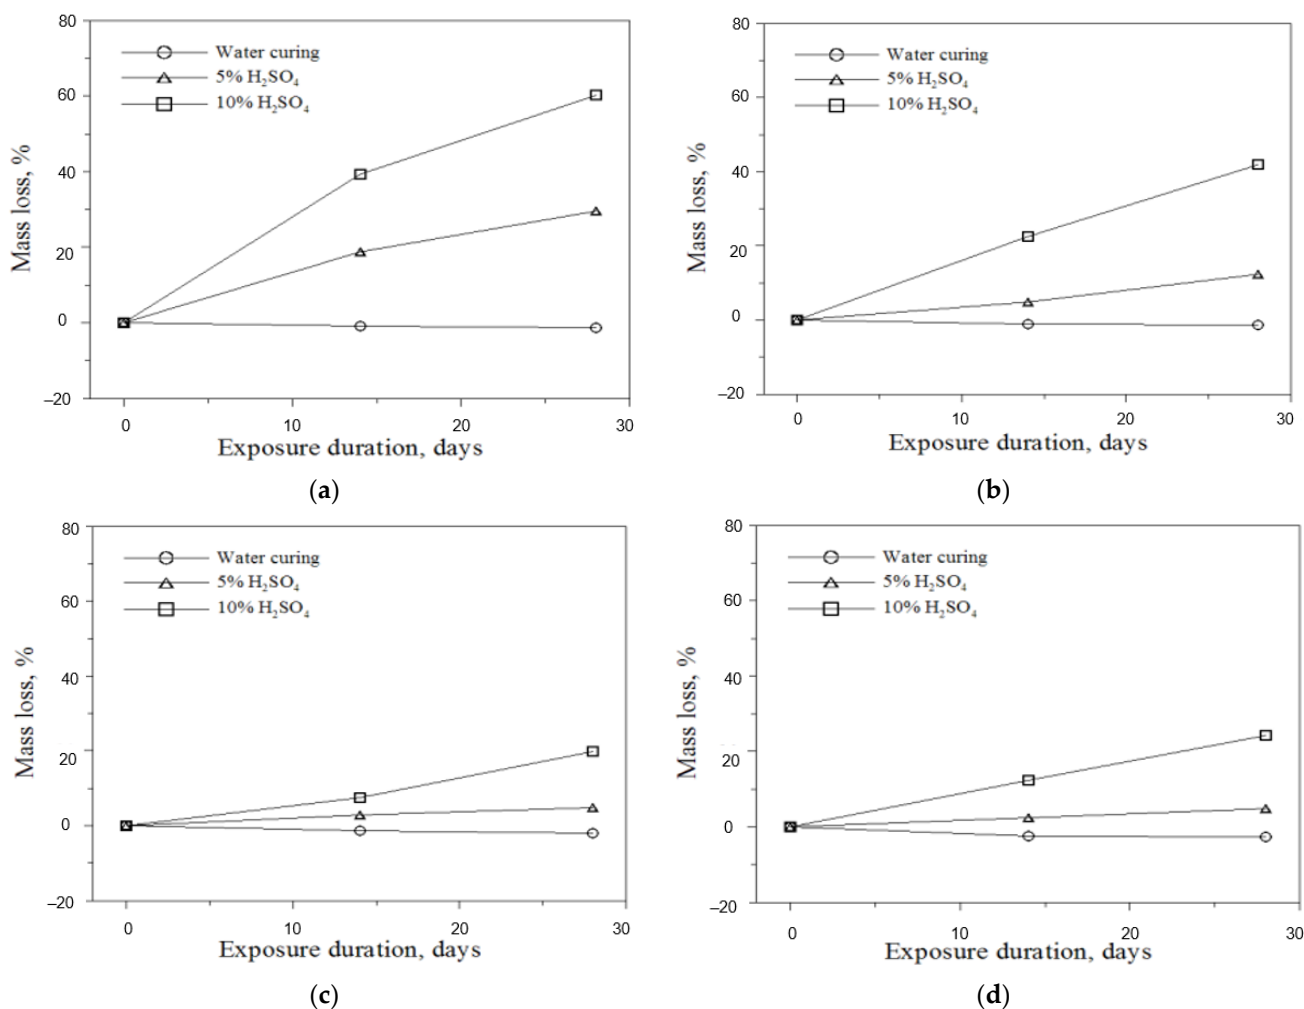 80
60
40
20
0
–20
Mass loss, %
Water curing
5% H₂SO₄
10% H₂SO₄
0 10 20 30
Exposure duration, days
(a)
80
60
40
20
0
–20
Mass loss, %
Water curing
5% H₂SO₄
10% H₂SO₄
0 10 20 30
Exposure duration, days
(b)
80
60
40
20
0
–20
Mass loss, %
Water curing
5% H₂SO₄
10% H₂SO₄
0 10 20 30
Exposure duration, days
(c)
80
60
40
20
0
–20
Mass loss, %
Water curing
5% H₂SO₄
10% H₂SO₄
0 10 20 30
Exposure duration, days
(d)